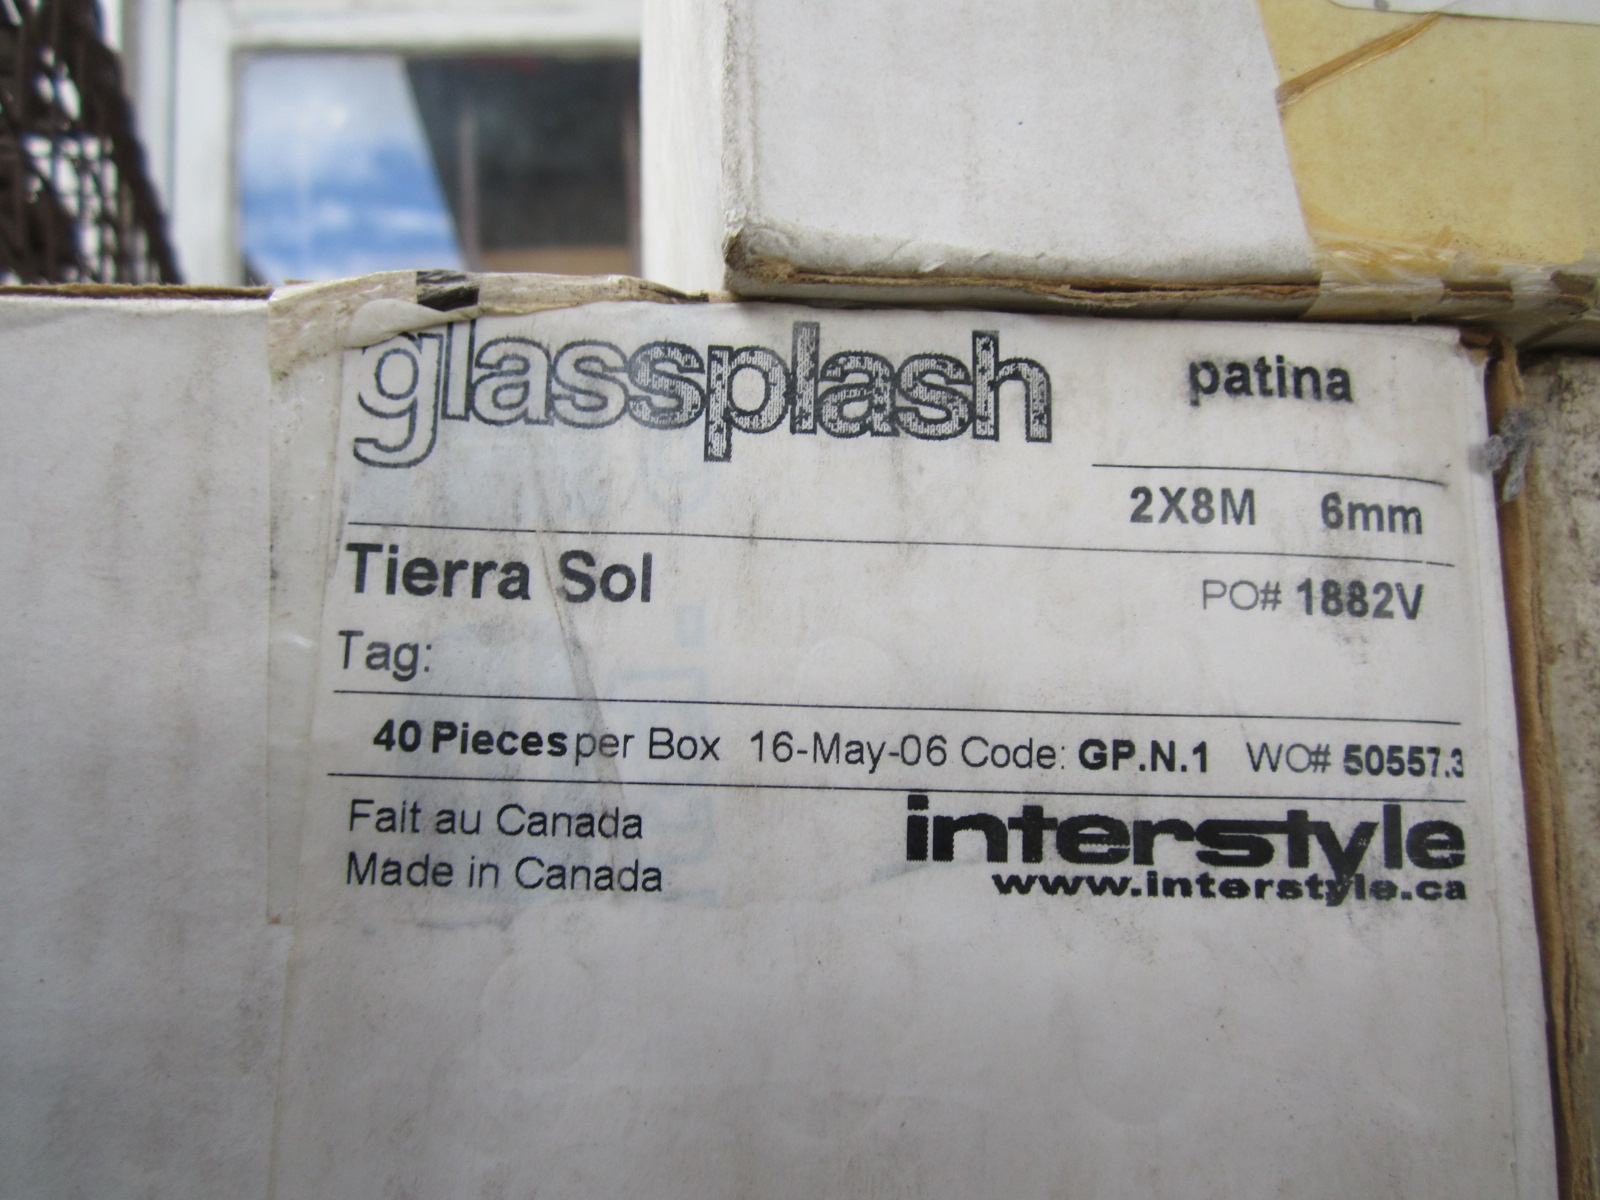 glassplash
patina
2X8M 6mm
Tierra Sol
PO# 1882V
Tag:
40 Pieces per Box 16-May-06 Code: GP.N.1 WO# 50557.3
Fait au Canada
Made in Canada
interstyle
www.interstyle.ca